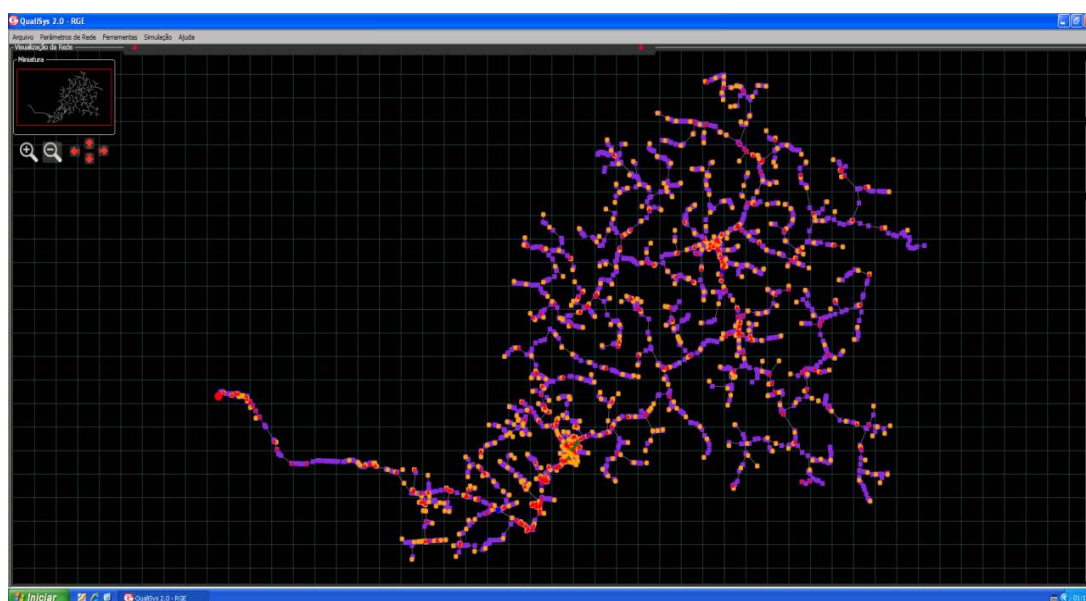 QualiSys 2.0 - RGE
Arquivo Parâmetros de Rede Ferramentas Simulação Ajuda
Visualização da Rede
Miniatura
Iniciar QualiSys 2.0 - RGE